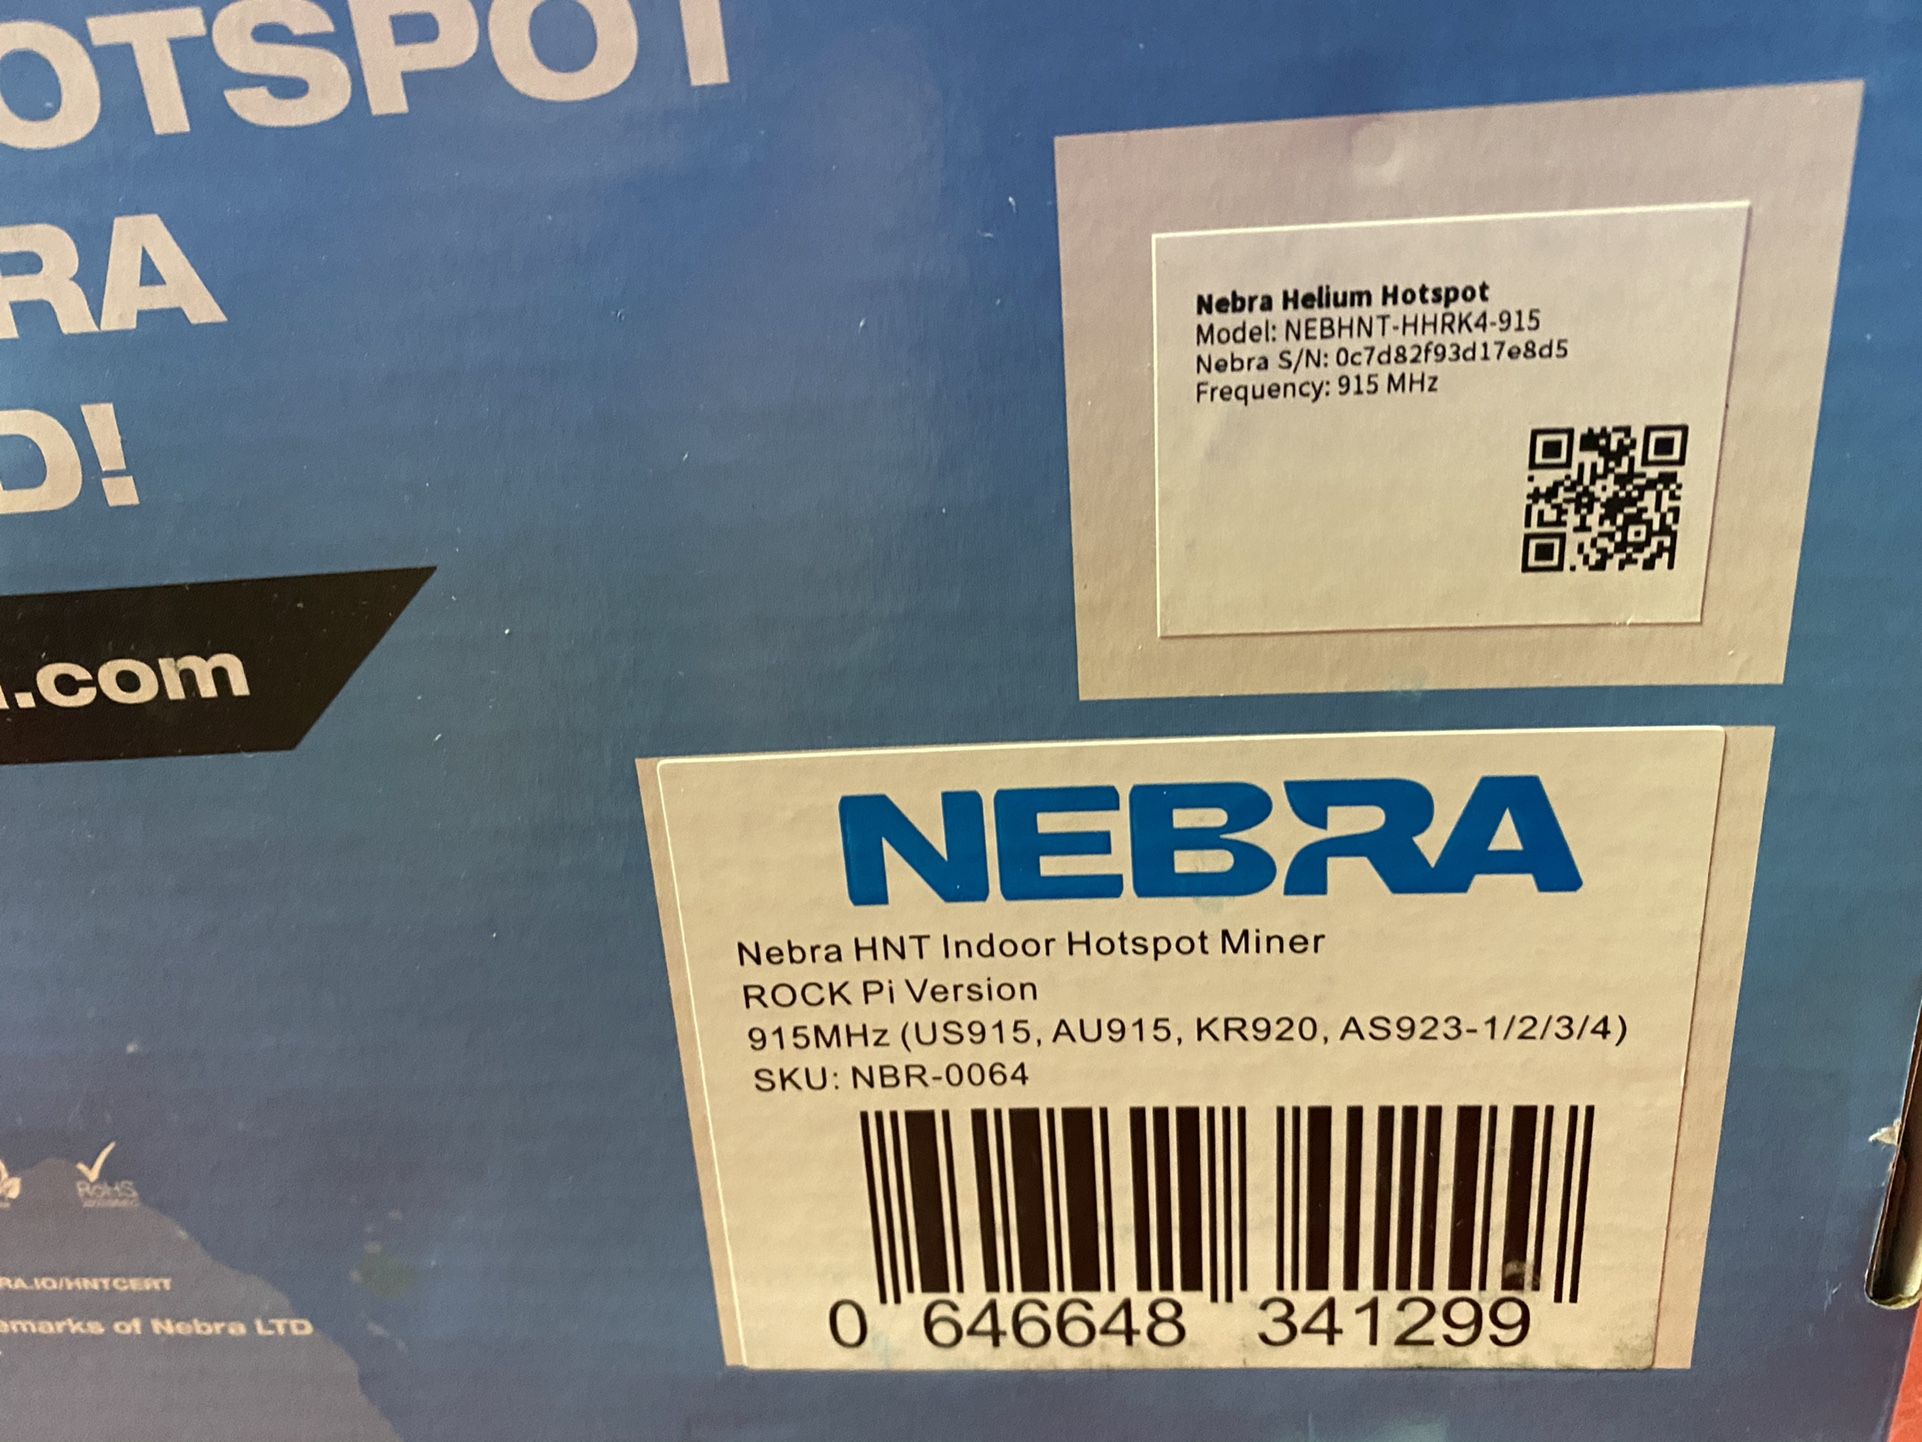 OTSPOT
RA
D!
.com
Nebra Helium Hotspot
Model: NEBHNT-HHRK4-915
Nebra S/N: 0c7d82f93d17e8d5
Frequency: 915 MHz
NEBRA
Nebra HNT Indoor Hotspot Miner
ROCK Pi Version
915MHz (US915, AU915, KR920, AS923-1/2/3/4)
SKU: NBR-0064
0 646648 341299
RoHS
RA.IO/HNTCERT
emarks of Nebra LTD